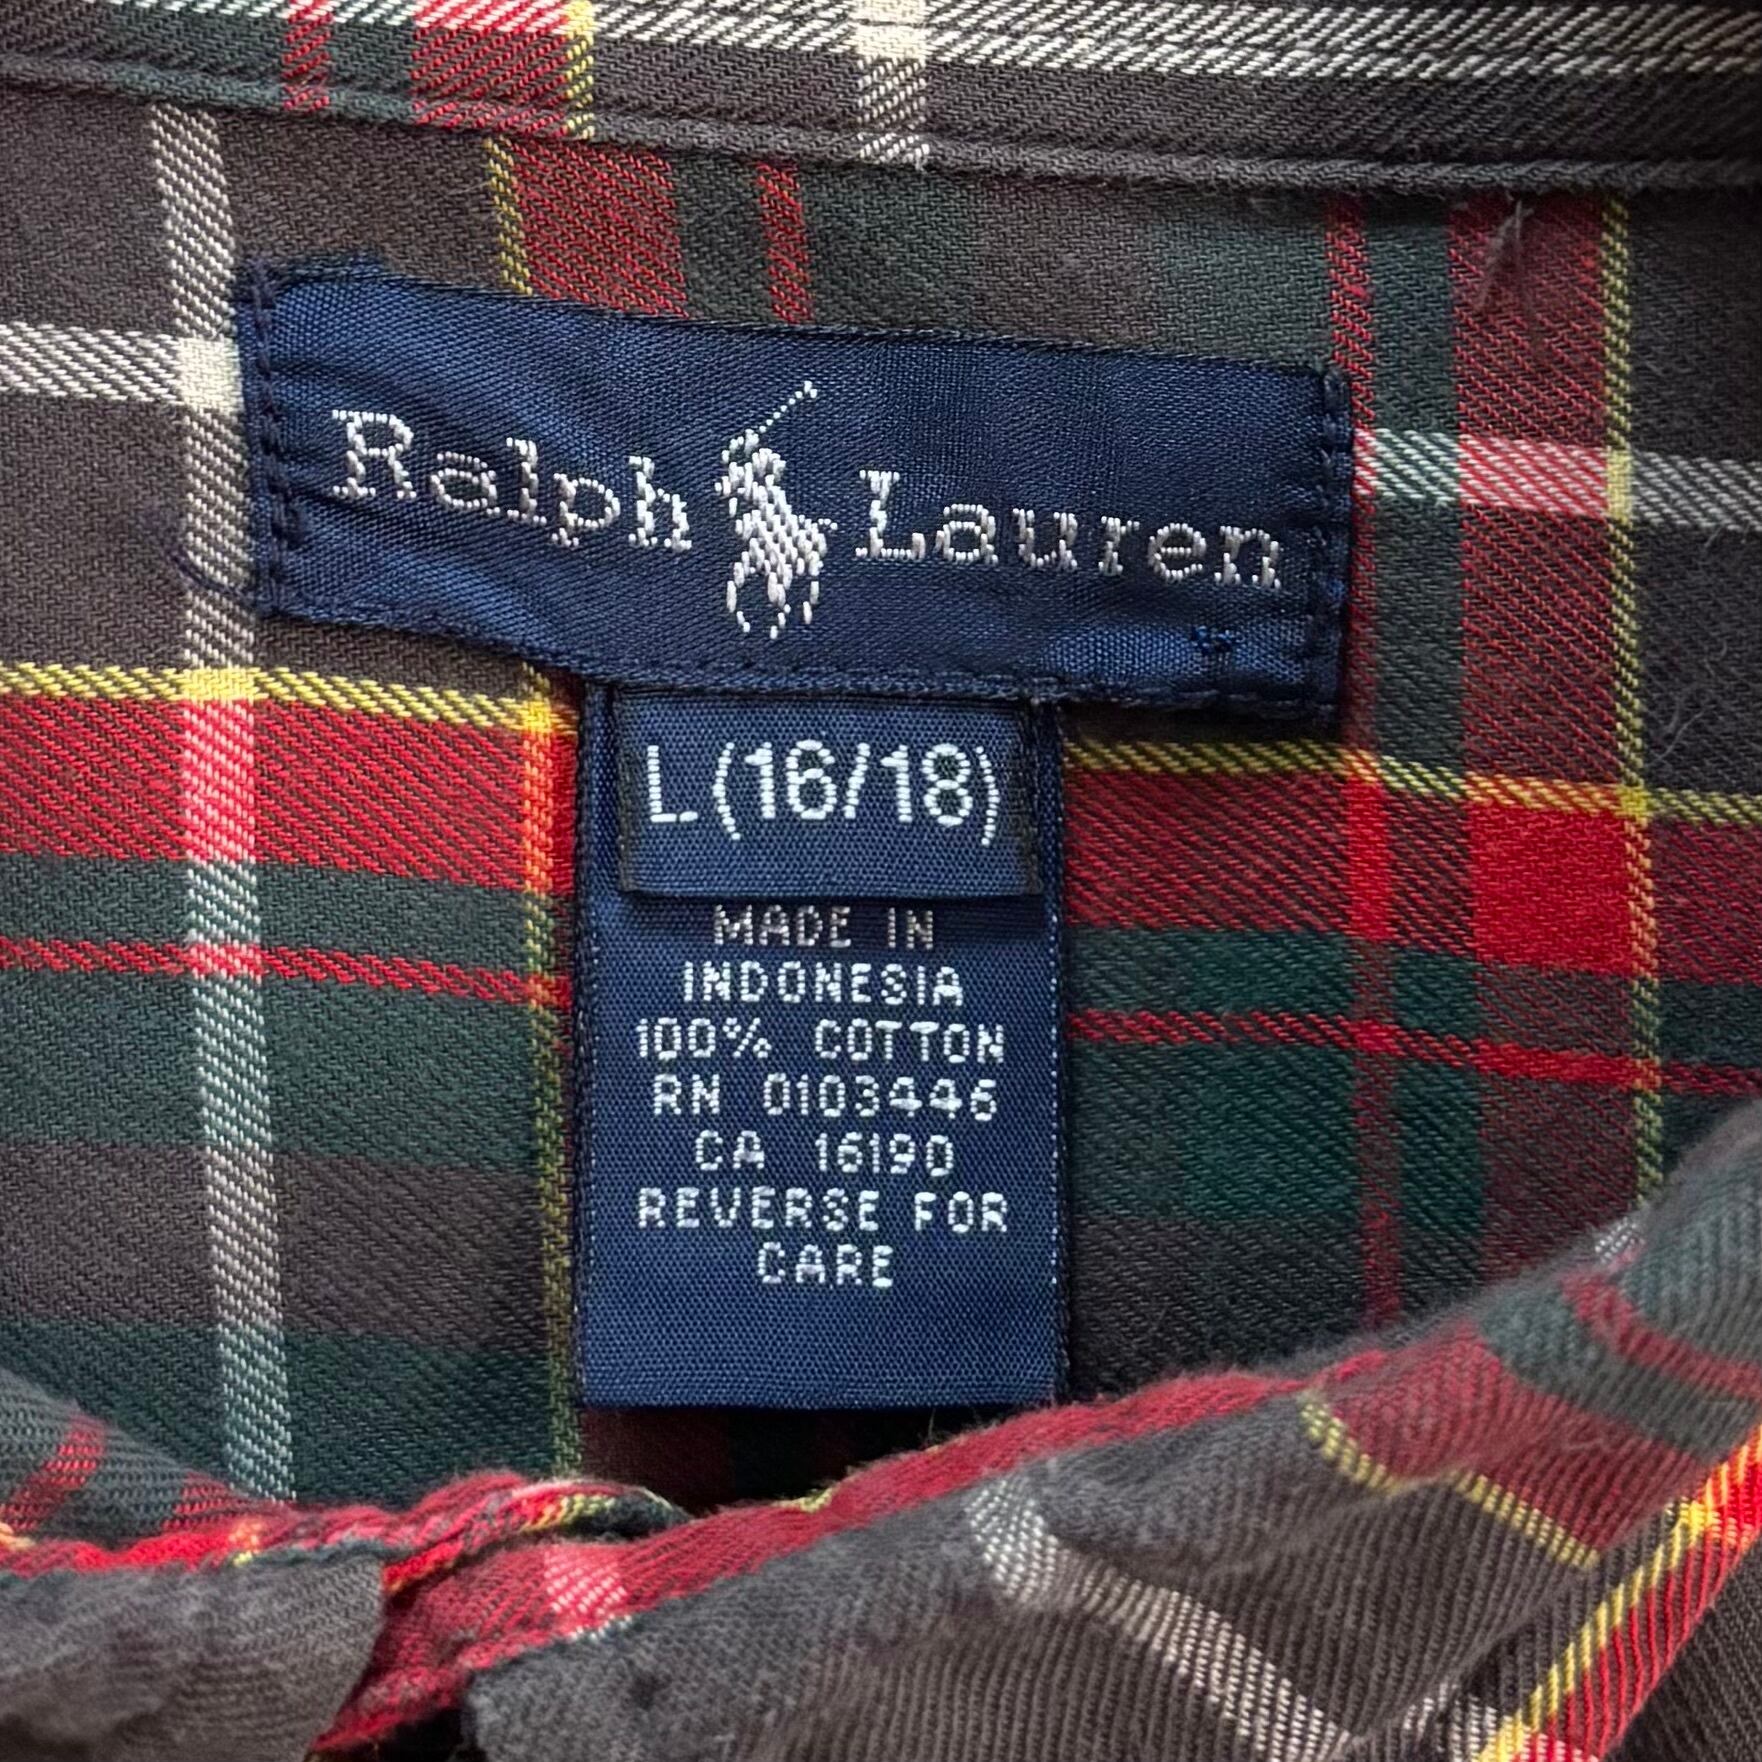 Ralph Lauren
L (16/18)
MADE IN
INDONESIA
100% COTTON
RN 0103446
CA 16190
REVERSE FOR
CARE